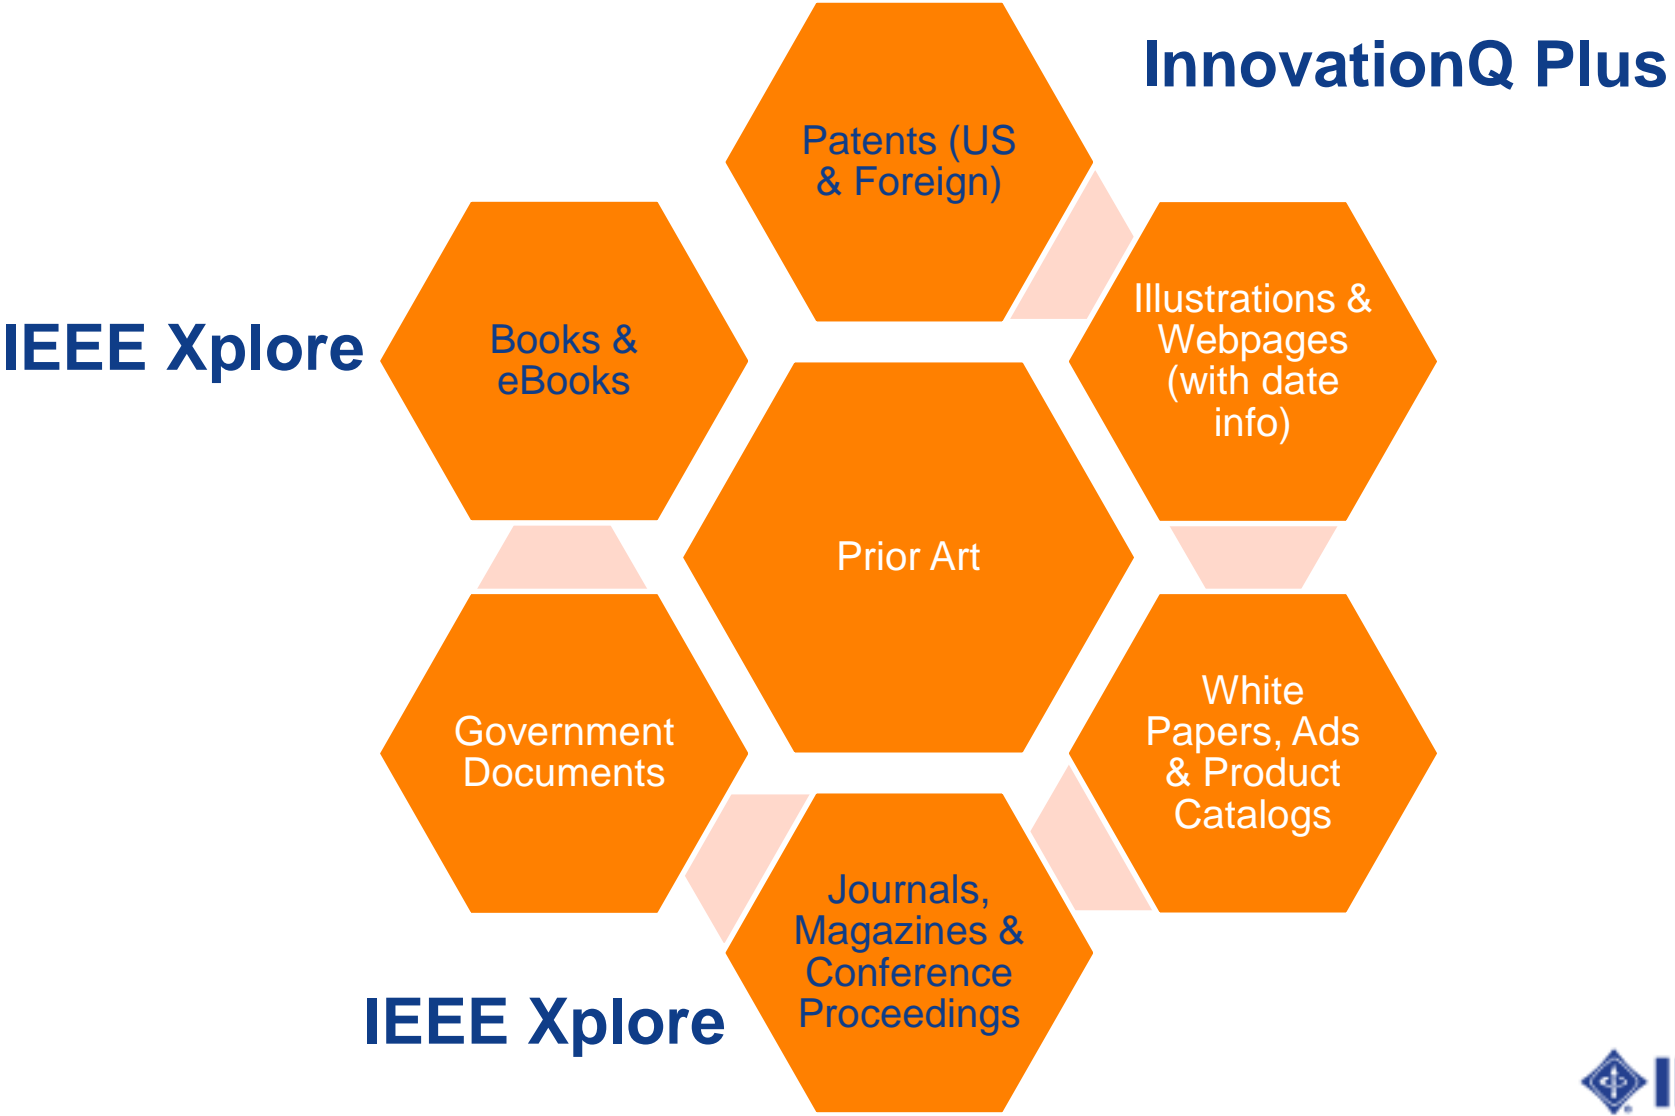 InnovationQ Plus
Patents (US
& Foreign)
Illustrations &
Webpages
(with date
info)
IEEE Xplore
Books &
eBooks
Prior Art
White
Papers, Ads
& Product
Catalogs
Government
Documents
Journals,
Magazines &
Conference
Proceedings
IEEE Xplore